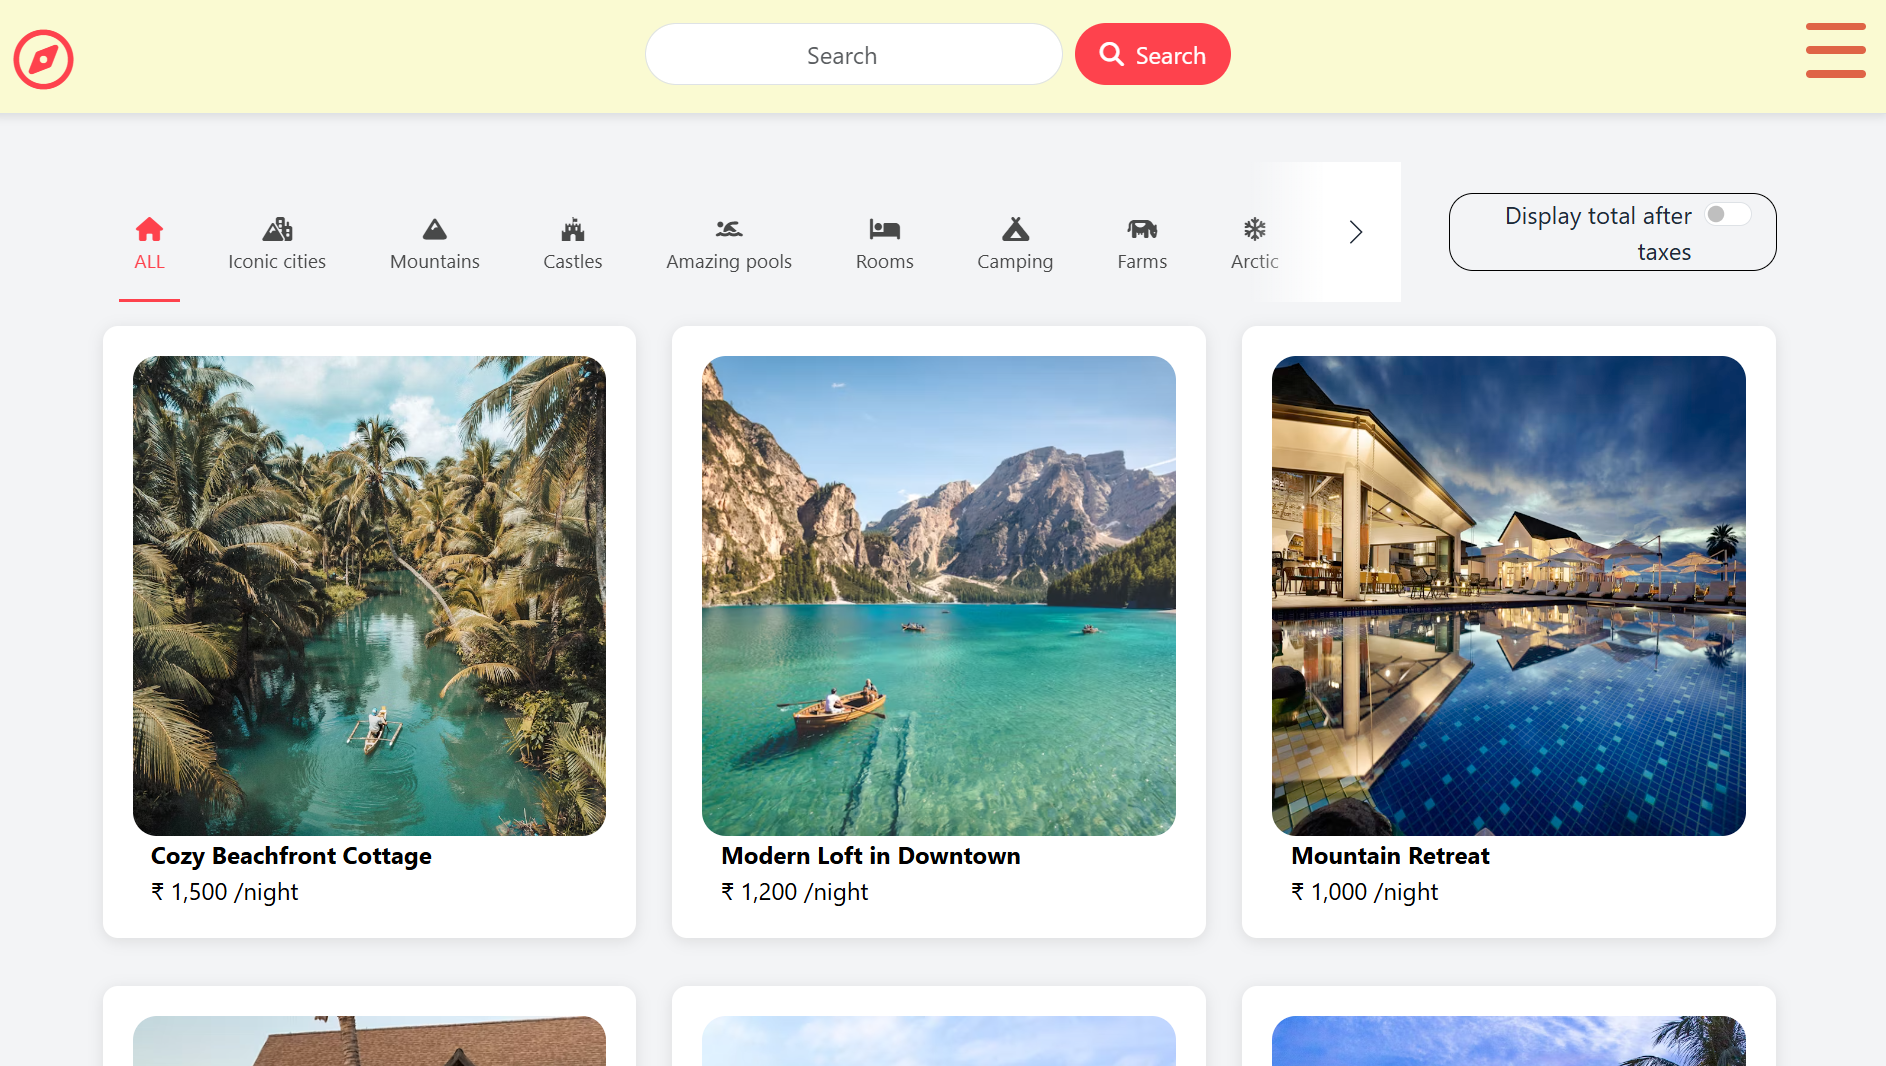 Search
Search
ALL
Iconic cities
Mountains
Castles
Amazing pools
Rooms
Camping
Farms
Arctic
Display total after
taxes
Cozy Beachfront Cottage
₹ 1,500 /night
Modern Loft in Downtown
₹ 1,200 /night
Mountain Retreat
₹ 1,000 /night